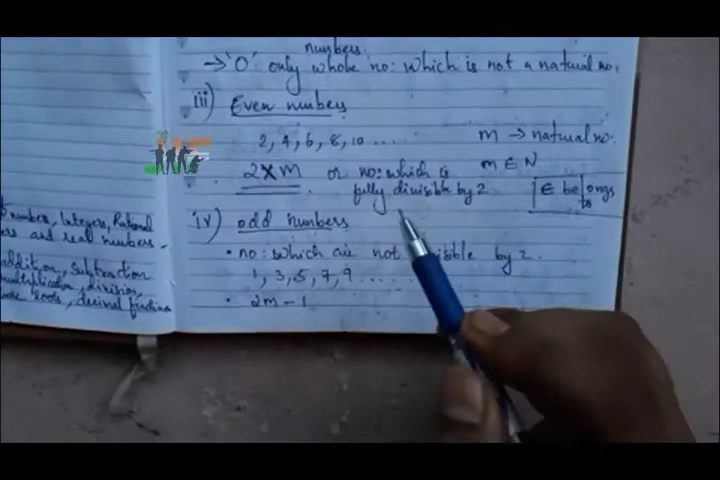 numbers.
→ '0': only whole no: which is not a natural no.
iii) Even numbers
2, 4, 6, 8, 10 ....
m → natural no.
2×m or no: which is fully divisible by 2
m ∈ N
∈ belongs to
iv) odd numbers
• no: which are not divisible by 2.
1, 3, 5, 7, 9 ....
• 2m - 1
numbers, Integers, Rational
and real numbers.
addition, subtraction
multiplication, division,
roots, decimal fractions